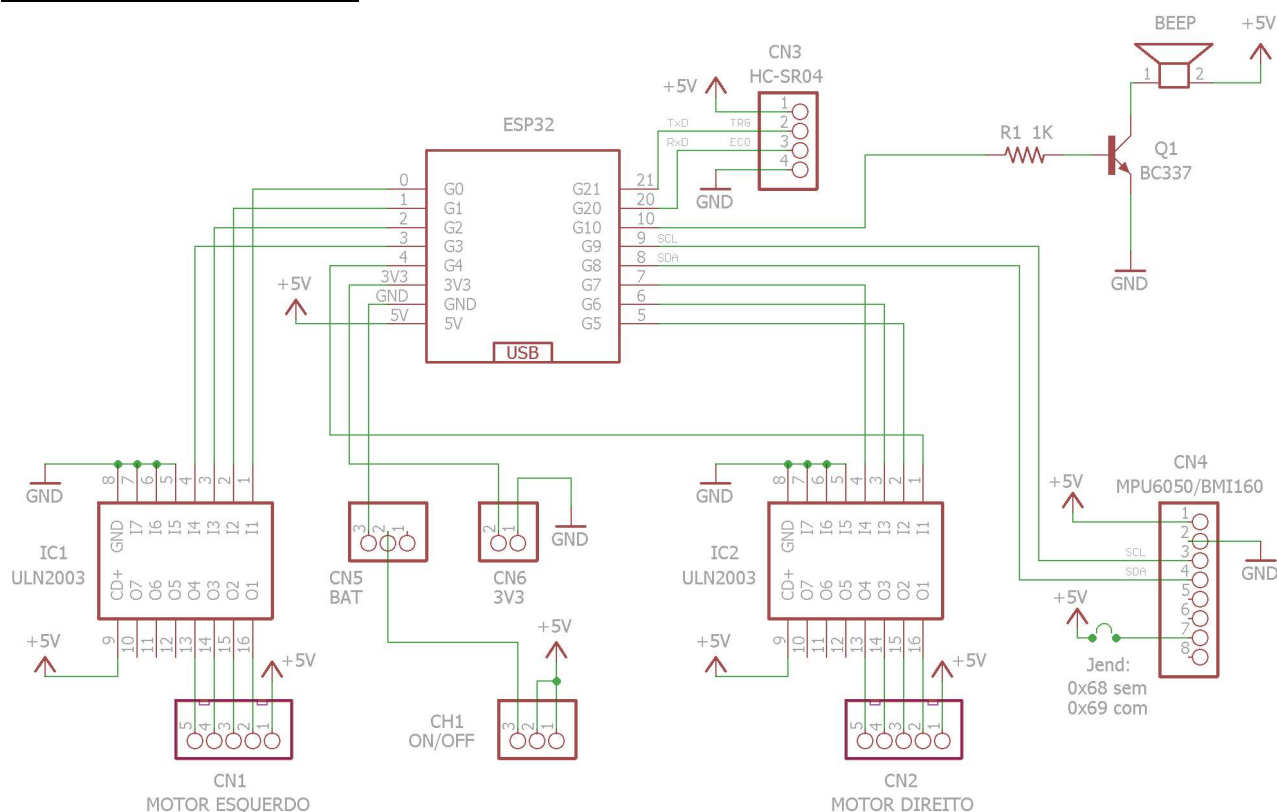 BEEP
+5V
1
2
CN3
HC-SR04
+5V
1
TxD TRG 2
RxD ECO 3
4
GND
R1 1K
Q1
BC337
GND
ESP32
0 G0 G21 21
1 G1 G20 20
2 G2 G10 10
3 G3 G9 9 SCL
4 G4 G8 8 SDA
3V3 3V3 G7 7
GND GND G6 6
+5V
5V 5V G5 5
USB
GND
8 7 6 5 4 3 2 1
GND I7 I6 I5 I4 I3 I2 I1
IC1
ULN2003
CD+ O7 O6 O5 O4 O3 O2 O1
9 10 11 12 13 14 15 16
+5V
+5V
5 4 3 2 1
CN1
MOTOR ESQUERDO
3 2 1
CN5
BAT
2 1
CN6
3V3
GND
+5V
CH1
ON/OFF
3 2 1
GND
8 7 6 5 4 3 2 1
GND I7 I6 I5 I4 I3 I2 I1
IC2
ULN2003
CD+ O7 O6 O5 O4 O3 O2 O1
9 10 11 12 13 14 15 16
+5V
+5V
5 4 3 2 1
CN2
MOTOR DIREITO
CN4
MPU6050/BMI160
+5V
1
2
SCL 3
SDA 4
5
6
7
8
GND
+5V
Jend:
0x68 sem
0x69 com